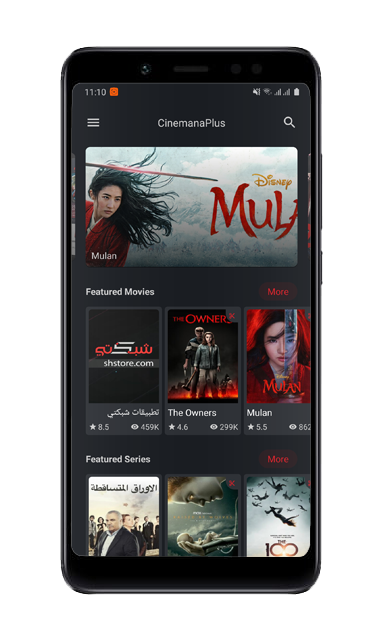 11:10
CinemanaPlus
DISNEY
MULAN
Mulan
Featured Movies
More
شبكتي
shstore.com
THE OWNERS
MULAN
تطبيقات شبكتي
The Owners
Mulan
8.5
459K
4.6
299K
5.5
862
Featured Series
More
الاوراق المتساقطة
THE
100